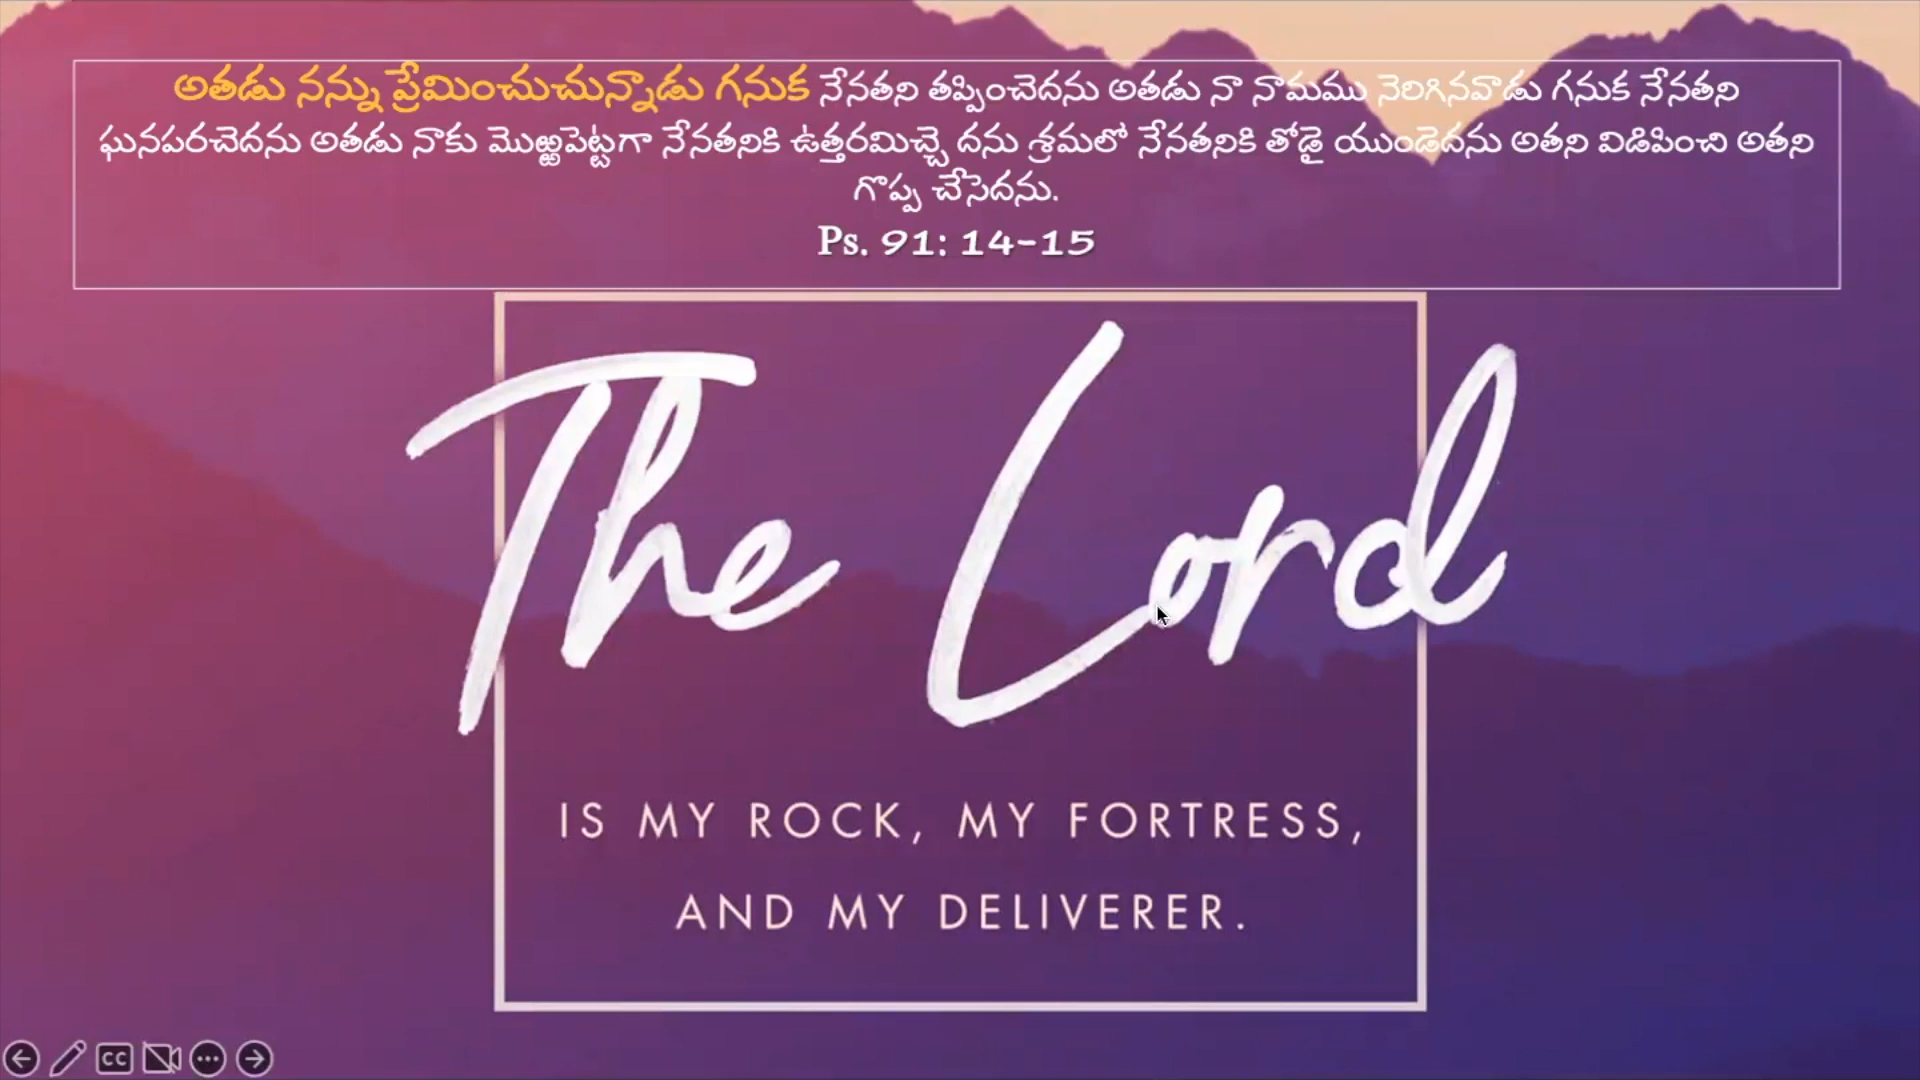 అతడు నన్ను ప్రేమించుచున్నాడు గనుక నేనతని తప్పించెదను అతడు నా నామము నెరిగినవాడు గనుక నేనతని
ఘనపరచెదను అతడు నాకు మొఱ్ఱపెట్టగా నేనతనికి ఉత్తరమిచ్చె దను శ్రమలో నేనతనికి తోడై యుండెదను అతని విడిపించి అతని
గొప్ప చేసెదను.
Ps. 91: 14-15
The Lord
IS MY ROCK, MY FORTRESS,
AND MY DELIVERER.
CC